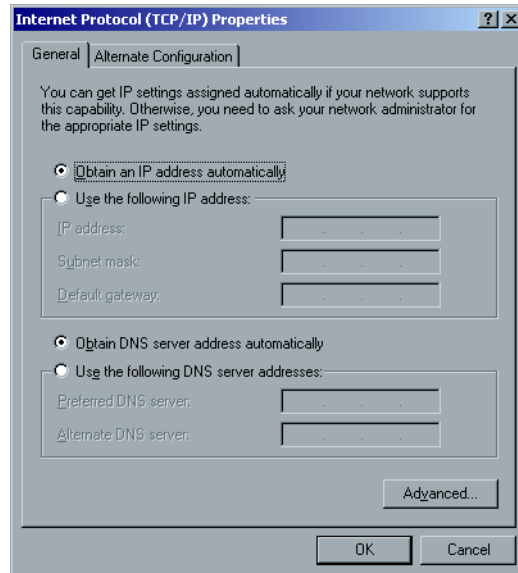 Internet Protocol (TCP/IP) Properties
General
Alternate Configuration
You can get IP settings assigned automatically if your network supports
this capability. Otherwise, you need to ask your network administrator for
the appropriate IP settings.
Obtain an IP address automatically
Use the following IP address:
IP address:
Subnet mask:
Default gateway:
Obtain DNS server address automatically
Use the following DNS server addresses:
Preferred DNS server:
Alternate DNS server:
Advanced...
OK
Cancel